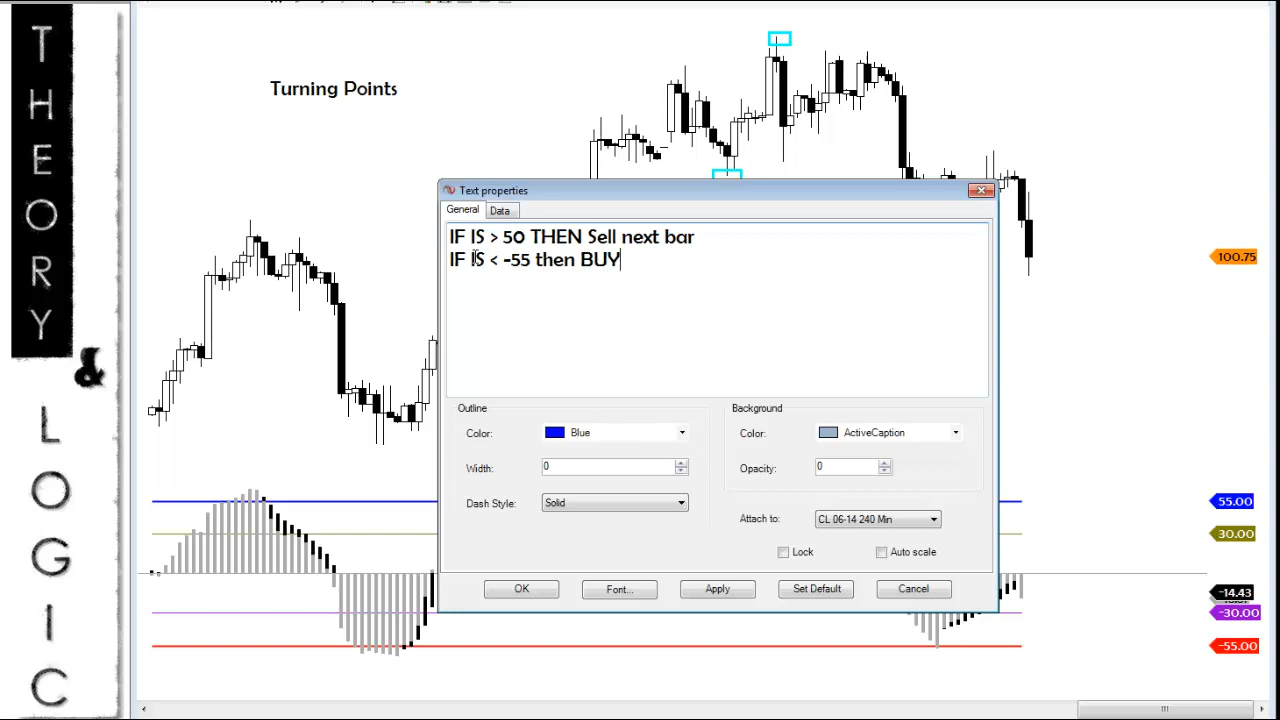 THEORY
&
LOGIC
Turning Points
Text properties
General
Data
IF IS > 50 THEN Sell next bar
IF IS < -55 then BUY
Outline
Color:
Blue
Width:
0
Dash Style:
Solid
Background
Color:
ActiveCaption
Opacity:
0
Attach to:
CL 06-14 240 Min
Lock
Auto scale
OK
Font...
Apply
Set Default
Cancel
100.75
55.00
30.00
-14.43
-30.00
-55.00